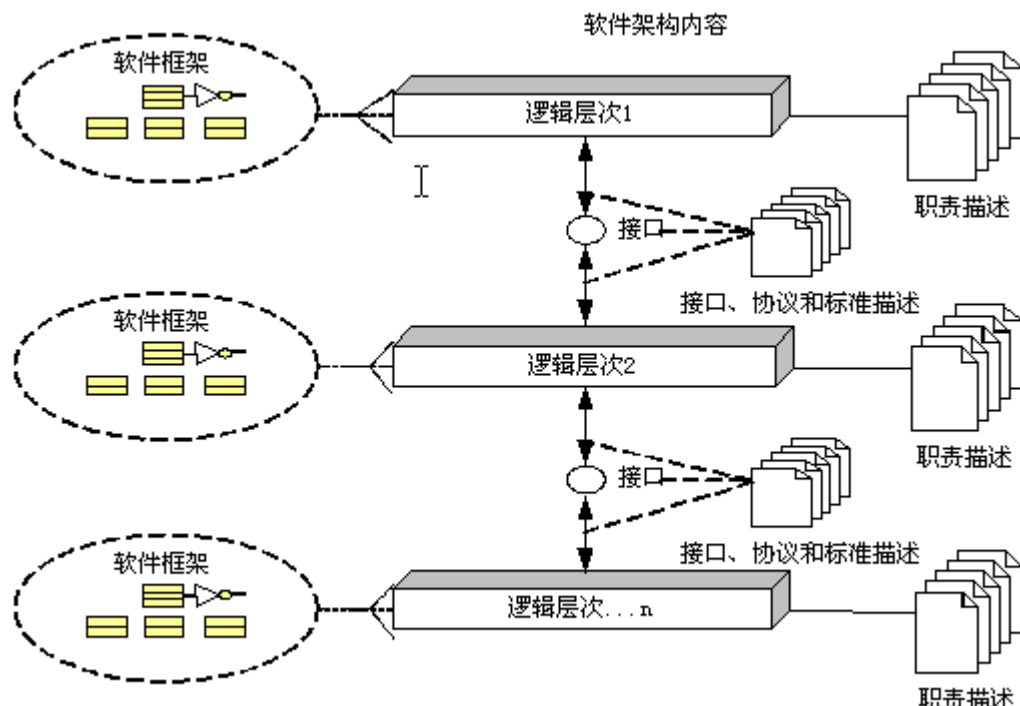 软件架构内容
软件框架
逻辑层次1
职责描述
接口
接口、协议和标准描述
软件框架
逻辑层次2
职责描述
接口
接口、协议和标准描述
软件框架
逻辑层次...n
职责描述